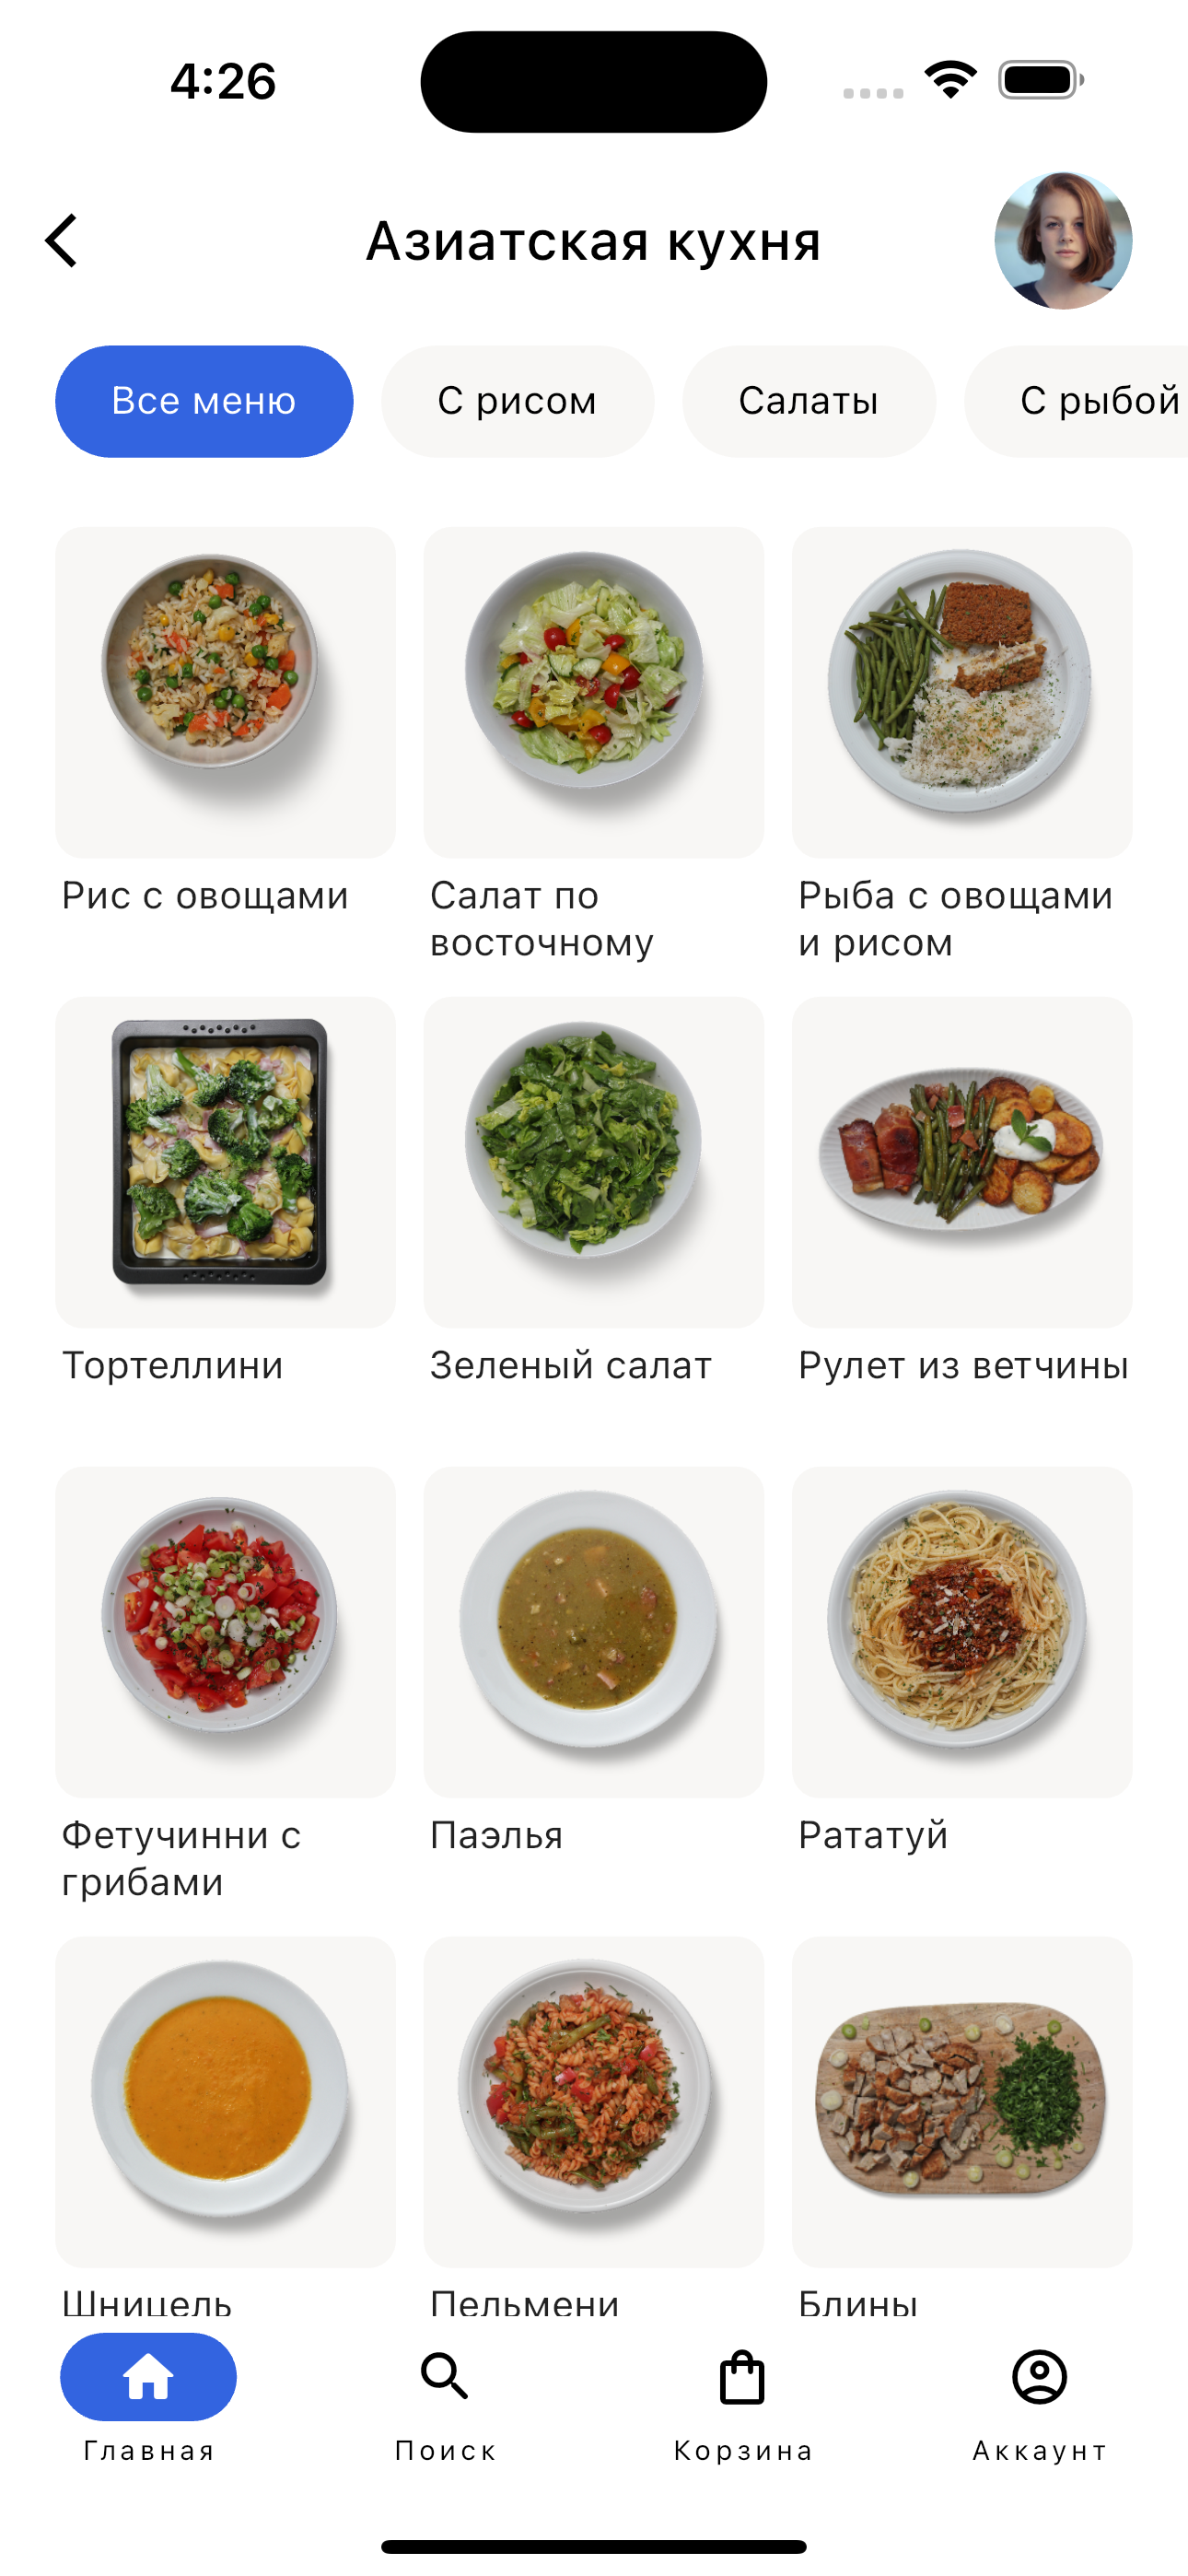 4:26
Азиатская кухня
Все меню
С рисом
Салаты
С рыбой
Рис с овощами
Салат по
восточному
Рыба с овощами
и рисом
Тортеллини
Зеленый салат
Рулет из ветчины
Фетучинни с
грибами
Паэлья
Рататуй
Шницель
Пельмени
Блины
Главная
Поиск
Корзина
Аккаунт